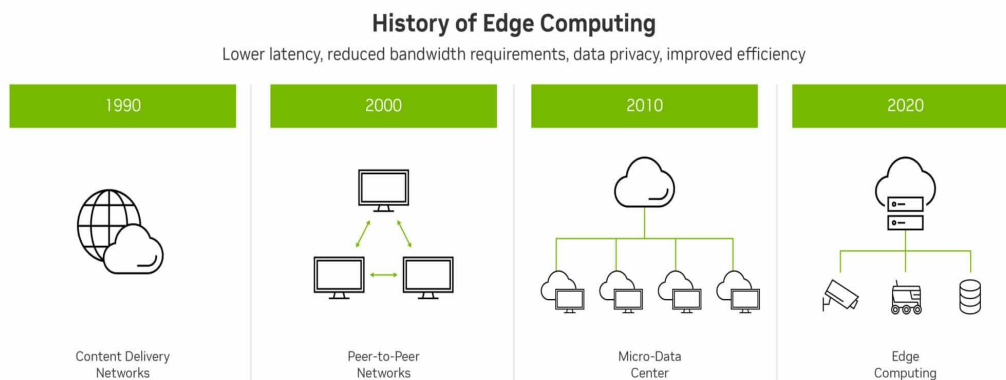 History of Edge Computing
Lower latency, reduced bandwidth requirements, data privacy, improved efficiency
1990
2000
2010
2020
Content Delivery
Networks
Peer-to-Peer
Networks
Micro-Data
Center
Edge
Computing